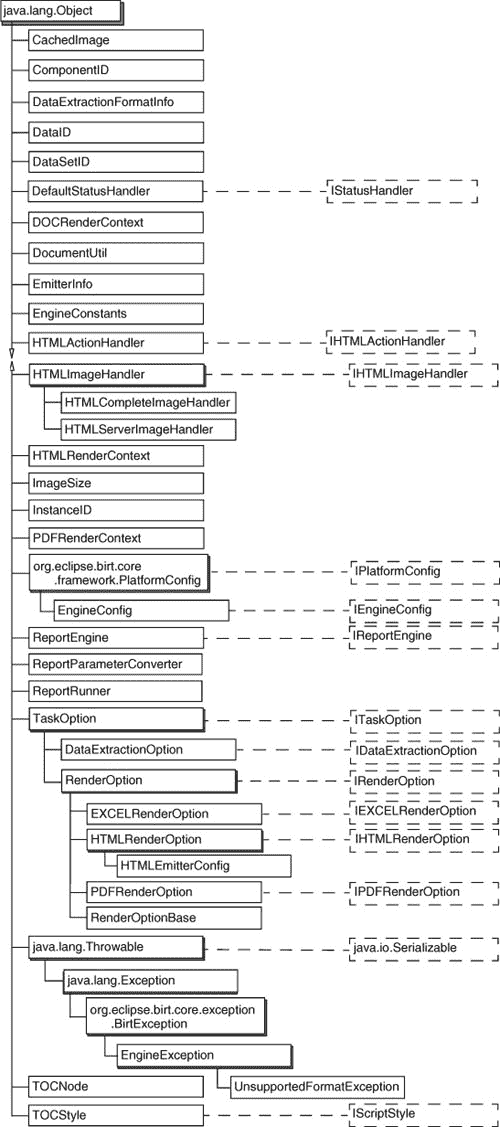 java.lang.Object
CachedImage
ComponentID
DataExtractionFormatInfo
DataID
DataSetID
DefaultStatusHandler
IStatusHandler
DOCRenderContext
DocumentUtil
EmitterInfo
EngineConstants
HTMLActionHandler
IHTMLActionHandler
HTMLImageHandler
IHTMLImageHandler
HTMLCompleteImageHandler
HTMLServerImageHandler
HTMLRenderContext
ImageSize
InstanceID
PDFRenderContext
org.eclipse.birt.core
.framework.PlatformConfig
IPlatformConfig
EngineConfig
IEngineConfig
ReportEngine
IReportEngine
ReportParameterConverter
ReportRunner
TaskOption
ITaskOption
DataExtractionOption
IDataExtractionOption
RenderOption
IRenderOption
EXCELRenderOption
IEXCELRenderOption
HTMLRenderOption
IHTMLRenderOption
HTMLEmitterConfig
PDFRenderOption
IPDFRenderOption
RenderOptionBase
java.lang.Throwable
java.io.Serializable
java.lang.Exception
org.eclipse.birt.core.exception
.BirtException
EngineException
UnsupportedFormatException
TOCNode
TOCStyle
IScriptStyle